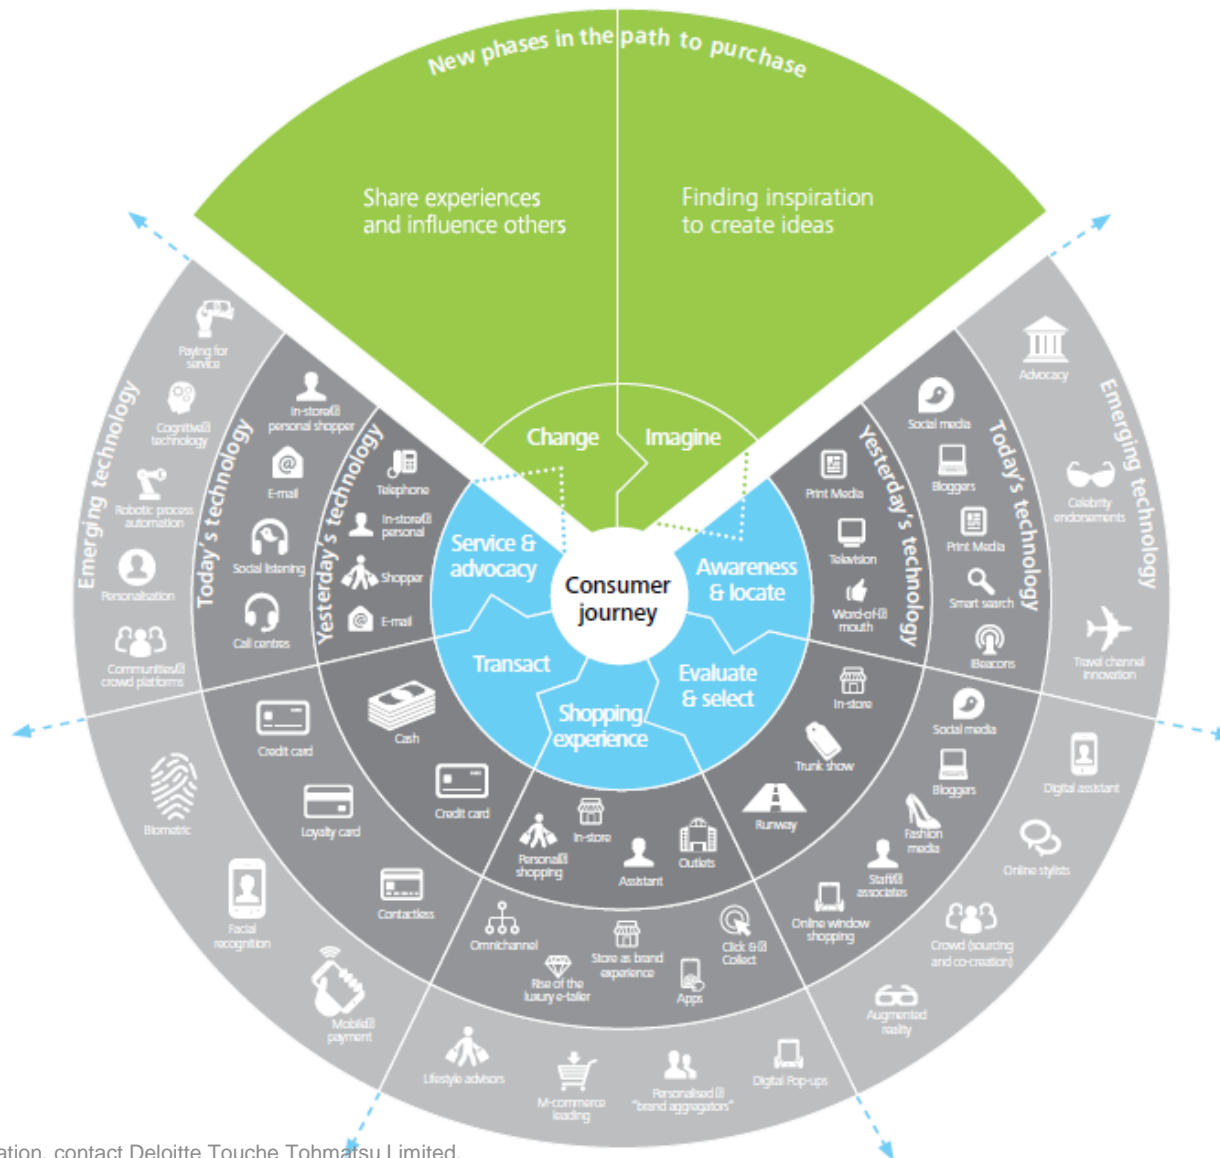 New phases in the path to purchase
Share experiences
and influence others
Finding inspiration
to create ideas
Change
Imagine
Consumer
journey
Service &
advocacy
Awareness
& locate
Transact
Evaluate
& select
Shopping
experience
Emerging technology
Today's technology
Yesterday's technology
Paying for
service
Cognitive
technology
Robotic process
automation
Personalisation
Communities/
crowd platforms
In-store
personal shopper
E-mail
Social listening
Call centres
Telephone
In-store
personal
Shopper
E-mail
Yesterday's technology
Today's technology
Emerging technology
Print Media
Television
Word-of-
mouth
Social media
Bloggers
Print Media
Smart search
iBeacons
Advocacy
Celebrity
endorsements
Travel channel
innovation
In-store
Trunk show
Runway
Social media
Bloggers
Fashion
media
Staff
associates
Online window
shopping
Digital assistant
Online stylists
Crowd (sourcing
and co-creation)
Augmented
reality
Personal
shopping
In-store
Assistant
Outlets
Omnichannel
Rise of the
luxury e-tailer
Store as brand
experience
Apps
Click &
Collect
Lifestyle advisors
M-commerce
leading
Personalised
"brand aggregators"
Digital Pop-ups
Cash
Credit card
Credit card
Loyalty card
Contactless
Biometric
Facial
recognition
Mobile
payment
ation, contact Deloitte Touche Tohmatsu Limited.